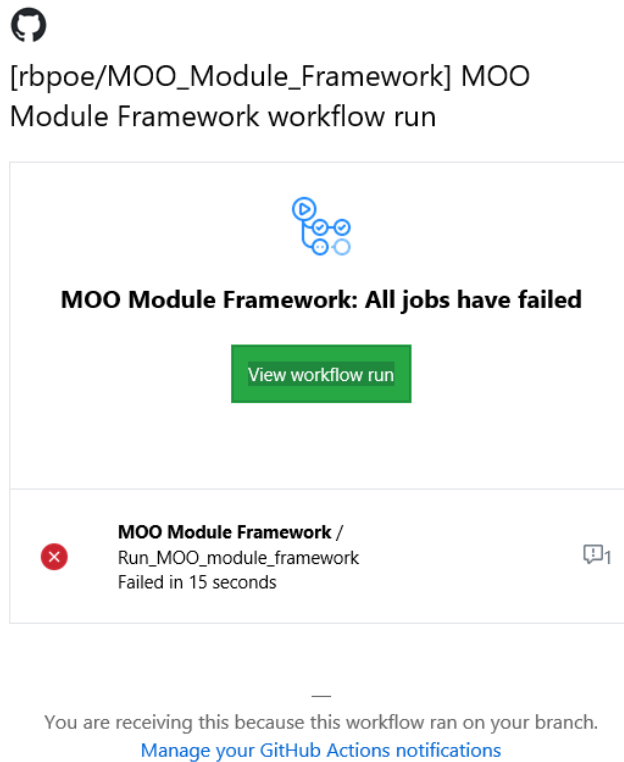 [rbpoe/MOO_Module_Framework] MOO
Module Framework workflow run
MOO Module Framework: All jobs have failed
View workflow run
MOO Module Framework /
Run_MOO_module_framework
Failed in 15 seconds
1
—
You are receiving this because this workflow ran on your branch.
Manage your GitHub Actions notifications